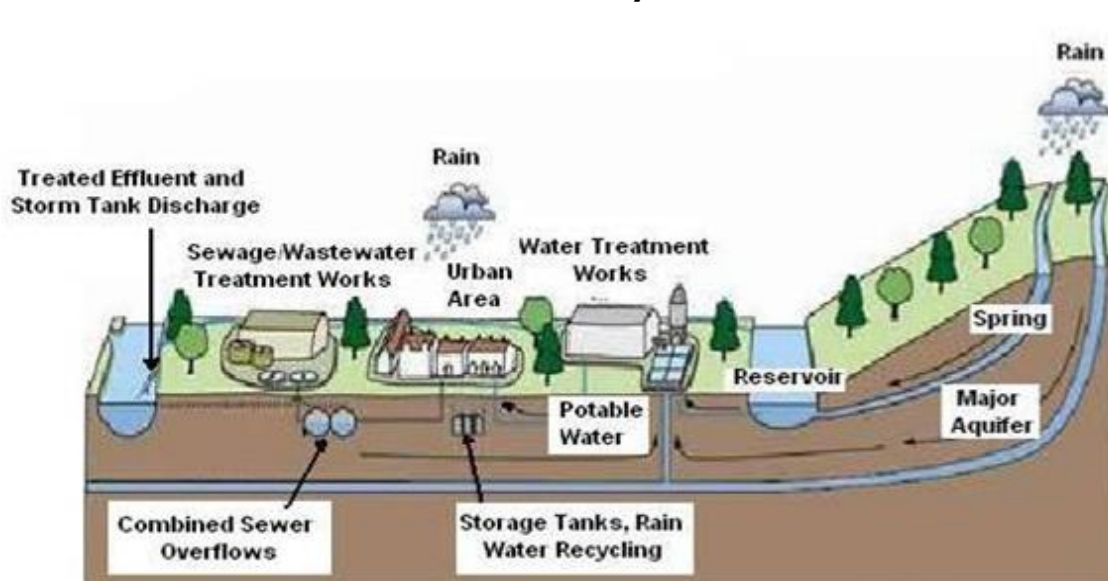 Rain
Rain
Treated Effluent and
Storm Tank Discharge
Sewage/Wastewater
Treatment Works
Urban
Area
Water Treatment
Works
Spring
Reservoir
Major
Aquifer
Potable
Water
Combined Sewer
Overflows
Storage Tanks, Rain
Water Recycling